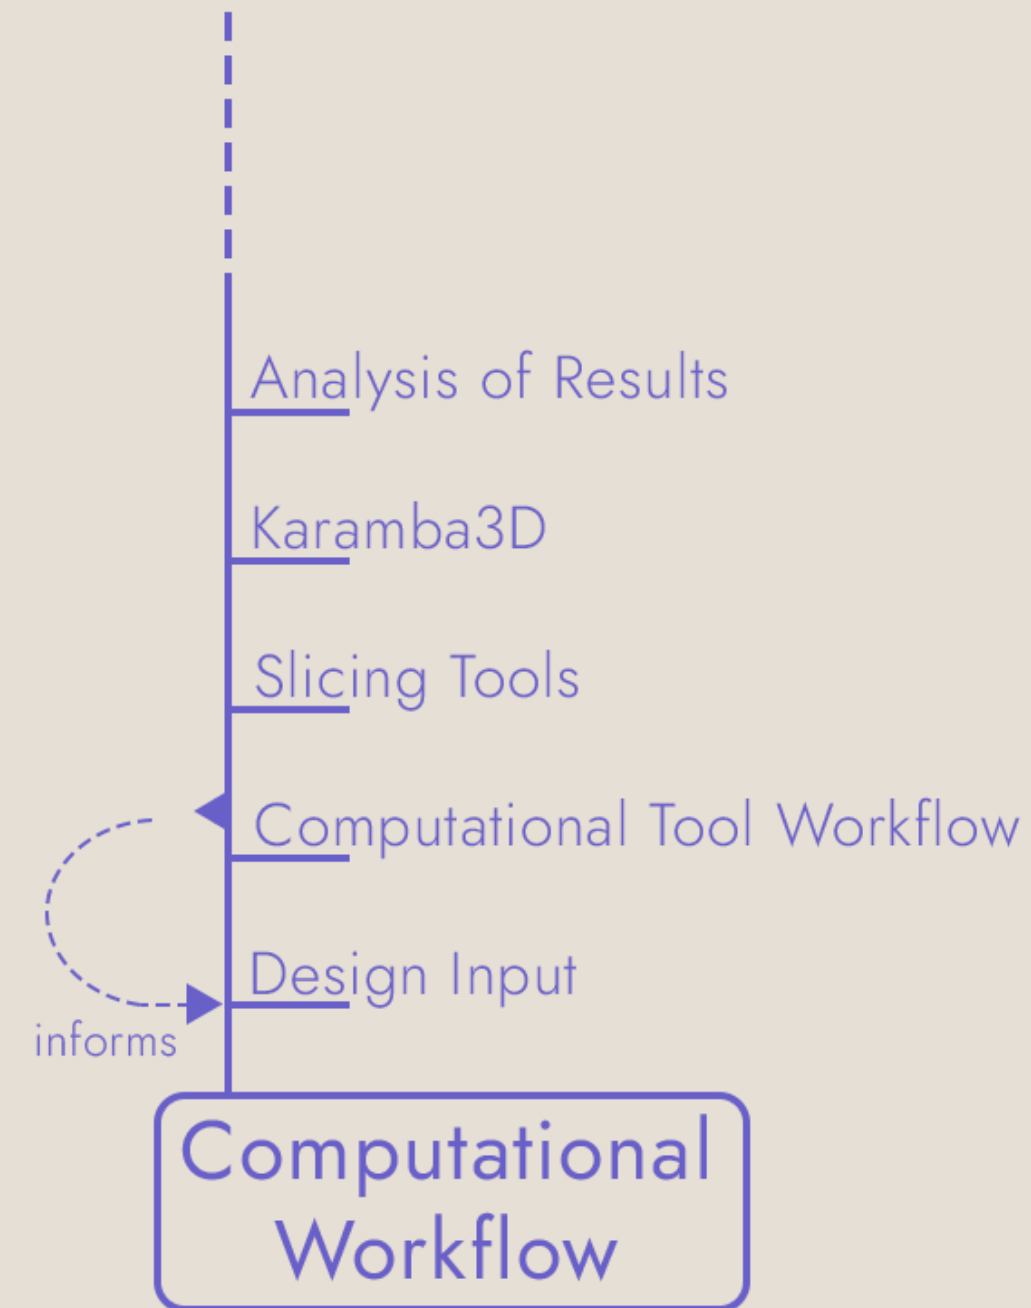 Analysis of Results
Karamba3D
Slicing Tools
Computational Tool Workflow
Design Input
informs
Computational
Workflow